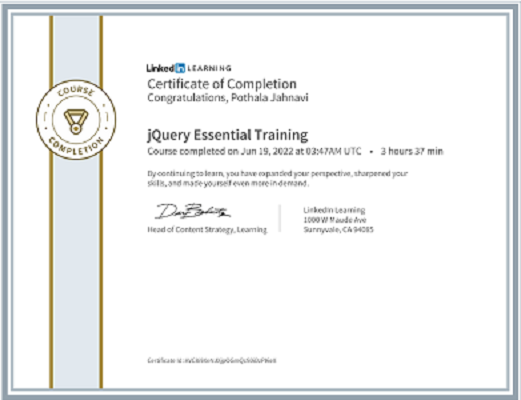 LinkedIn LEARNING
Certificate of Completion
Congratulations, Pothala Jahnavi
COURSE
COMPLETION
jQuery Essential Training
Course completed on Jun 19, 2022 at 03:47AM UTC • 3 hours 37 min
By continuing to learn, you have expanded your perspective, sharpened your
skills, and made yourself even more in demand.
Head of Content Strategy, Learning
LinkedIn Learning
1000 W Maude Ave
Sunnyvale, CA 94085
Certificate Id: